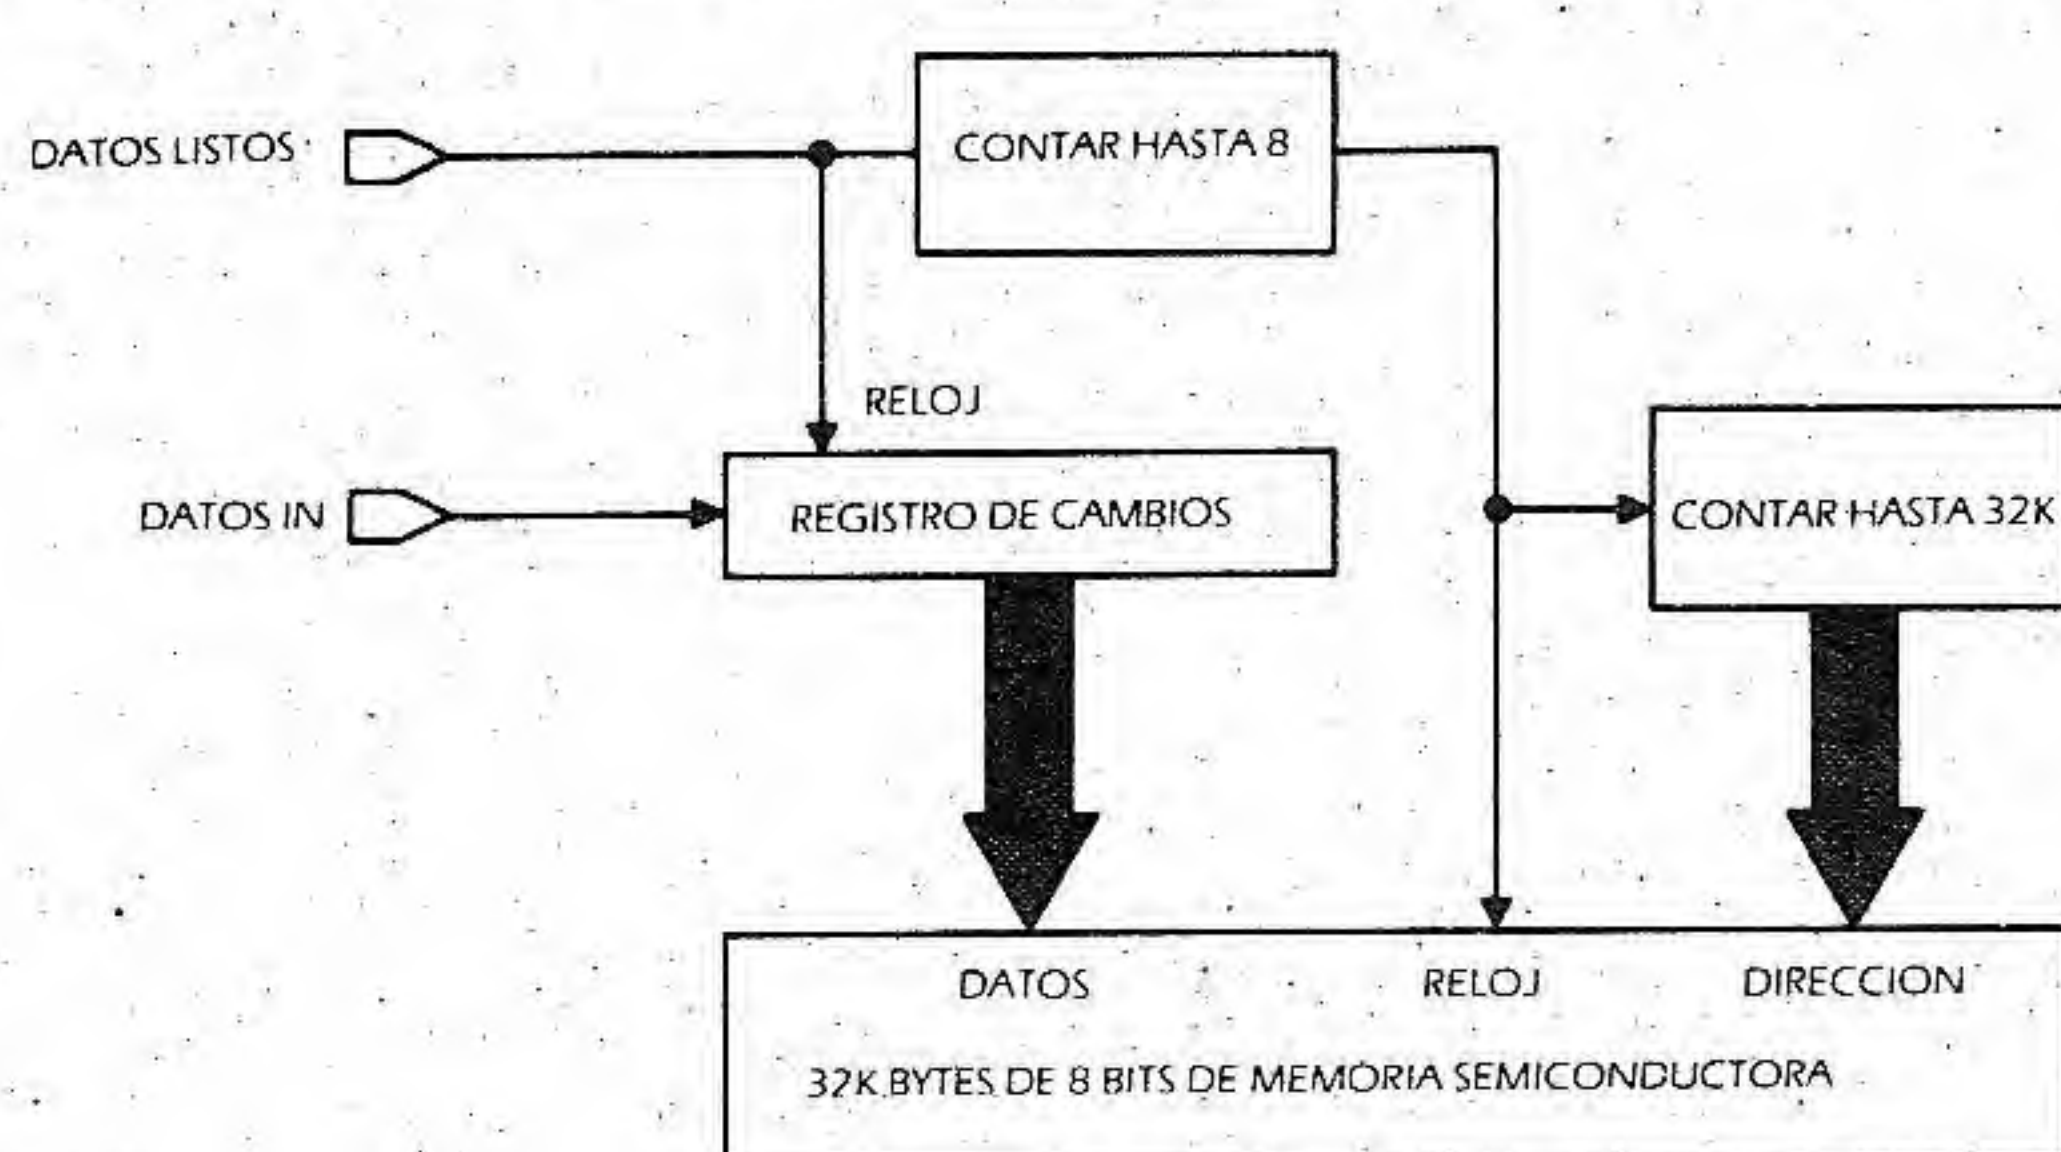 DATOS LISTOS
CONTAR HASTA 8
RELOJ
DATOS IN
REGISTRO DE CAMBIOS
CONTAR HASTA 32K
DATOS
RELOJ
DIRECCION
32K BYTES DE 8 BITS DE MEMORIA SEMICONDUCTORA